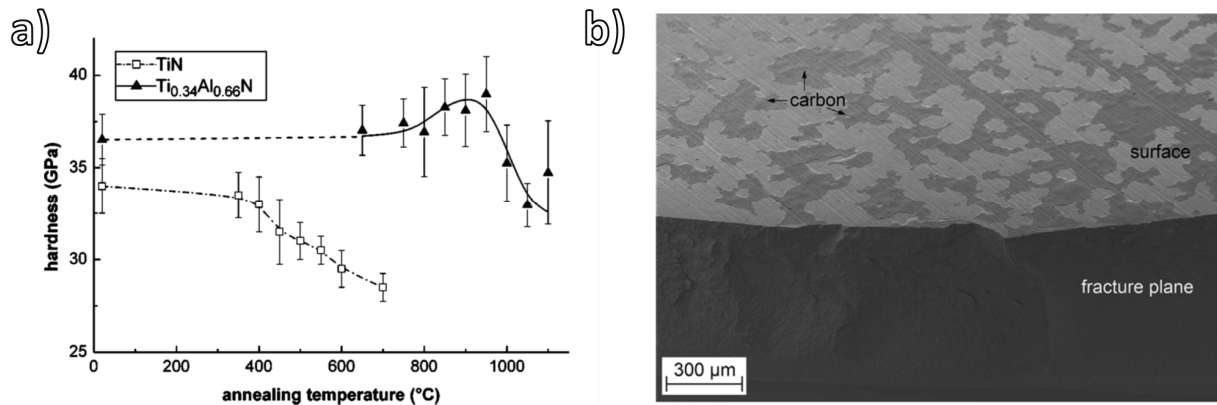 a)
TiN
Ti0.34Al0.66N
40
35
30
25
hardness (GPa)
0 200 400 600 800 1000
annealing temperature (°C)
b)
carbon
surface
fracture plane
300 μm